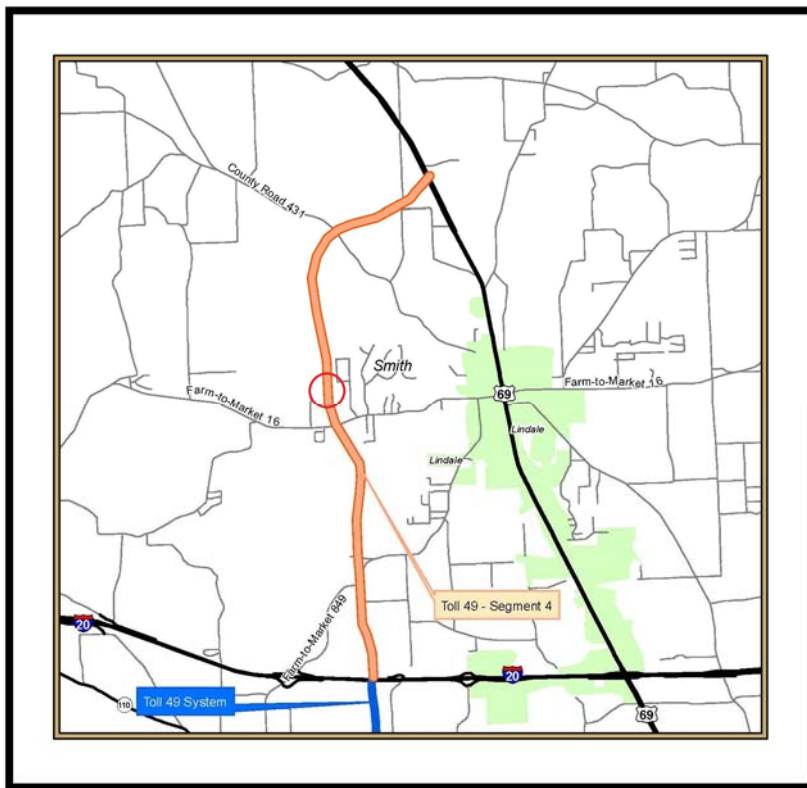 County Road 431
Smith
Farm-to-Market 16
Farm-to-Market 16
69
Lindale
Lindale
Toll 49 - Segment 4
Farm-to-Market 849
20
20
110
Toll 49 System
69